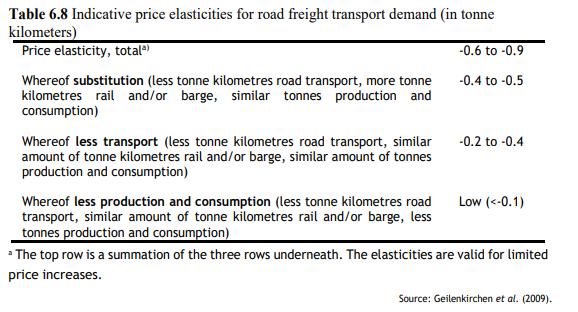 Table 6.8 Indicative price elasticities for road freight transport demand (in tonne
kilometers)
Price elasticity, totalª⁾ -0.6 to -0.9
Whereof substitution (less tonne kilometres road transport, more tonne -0.4 to -0.5
kilometres rail and/or barge, similar tonnes production and
consumption)
Whereof less transport (less tonne kilometres road transport, similar -0.2 to -0.4
amount of tonne kilometres rail and/or barge, similar amount of tonnes
production and consumption)
Whereof less production and consumption (less tonne kilometres road Low (<-0.1)
transport, similar amount of tonne kilometres rail and/or barge, less
tonnes production and consumption)
ª The top row is a summation of the three rows underneath. The elasticities are valid for limited
price increases.
Source: Geilenkirchen et al. (2009).